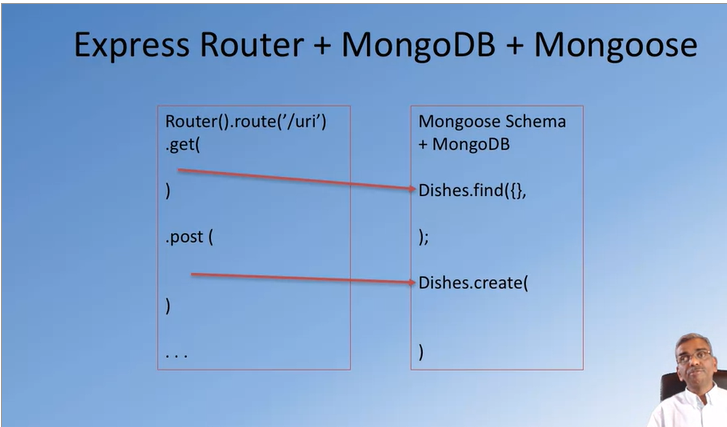 Express Router + MongoDB + Mongoose
Router().route(’/uri’)
.get(
)
.post (
)
. . .
Mongoose Schema
+ MongoDB
Dishes.find({},
);
Dishes.create(
)